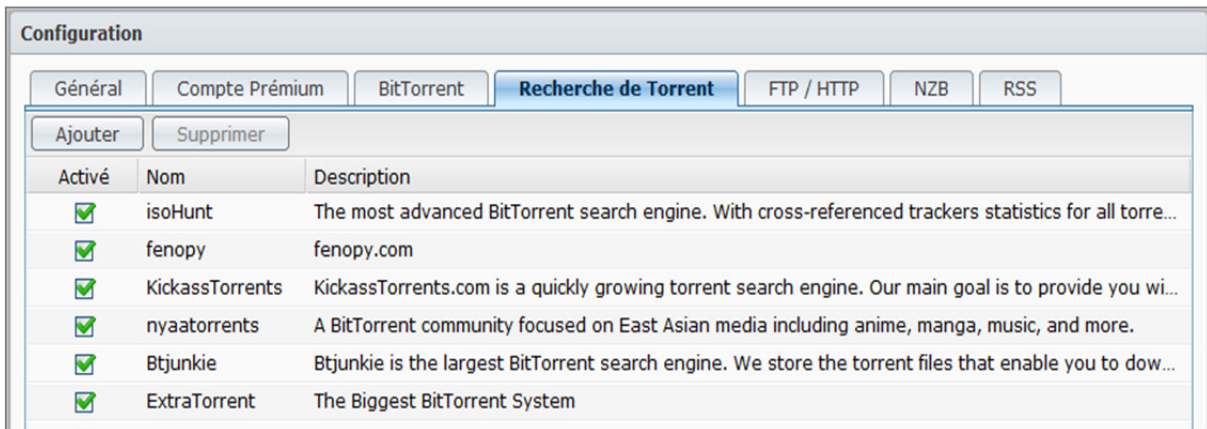 Configuration
Général Compte Prémium BitTorrent Recherche de Torrent FTP / HTTP NZB RSS
Ajouter Supprimer
Activé Nom Description
isoHunt The most advanced BitTorrent search engine. With cross-referenced trackers statistics for all torre...
fenopy fenopy.com
KickassTorrents KickassTorrents.com is a quickly growing torrent search engine. Our main goal is to provide you wi...
nyaatorrents A BitTorrent community focused on East Asian media including anime, manga, music, and more.
Btjunkie Btjunkie is the largest BitTorrent search engine. We store the torrent files that enable you to dow...
ExtraTorrent The Biggest BitTorrent System